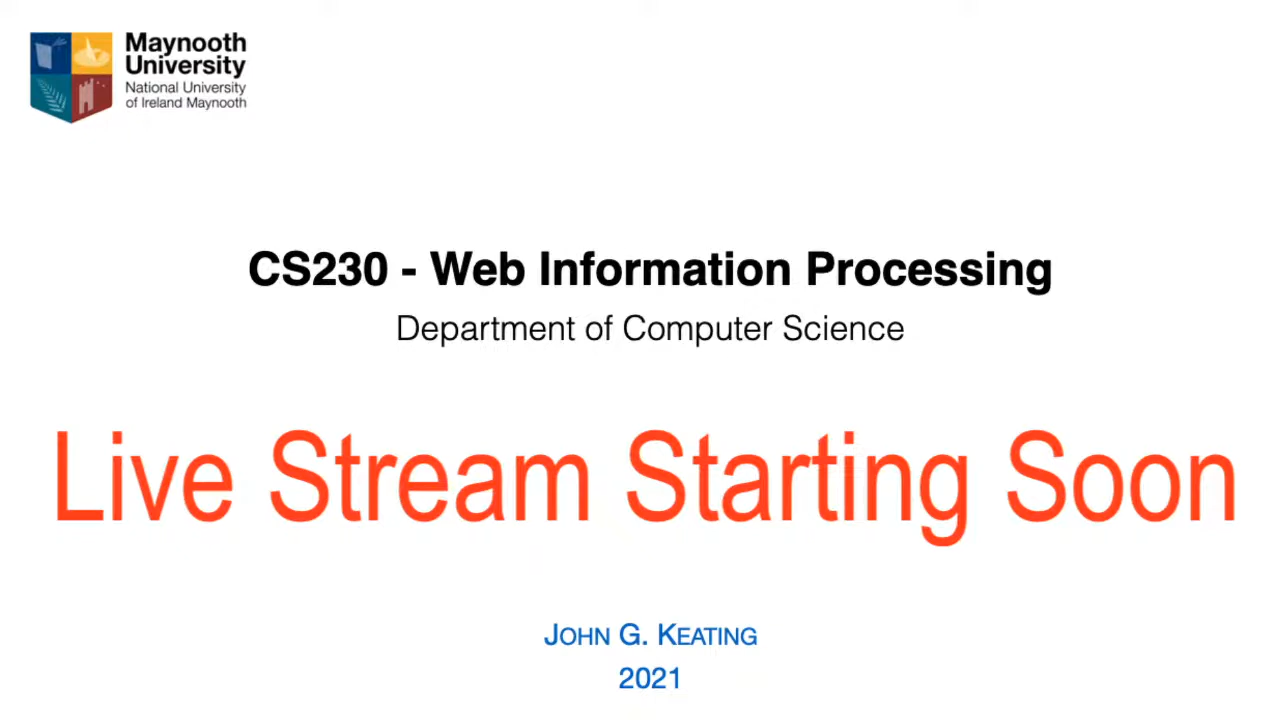 Maynooth
University
National University
of Ireland Maynooth
CS230 - Web Information Processing
Department of Computer Science
Live Stream Starting Soon
JOHN G. KEATING
2021